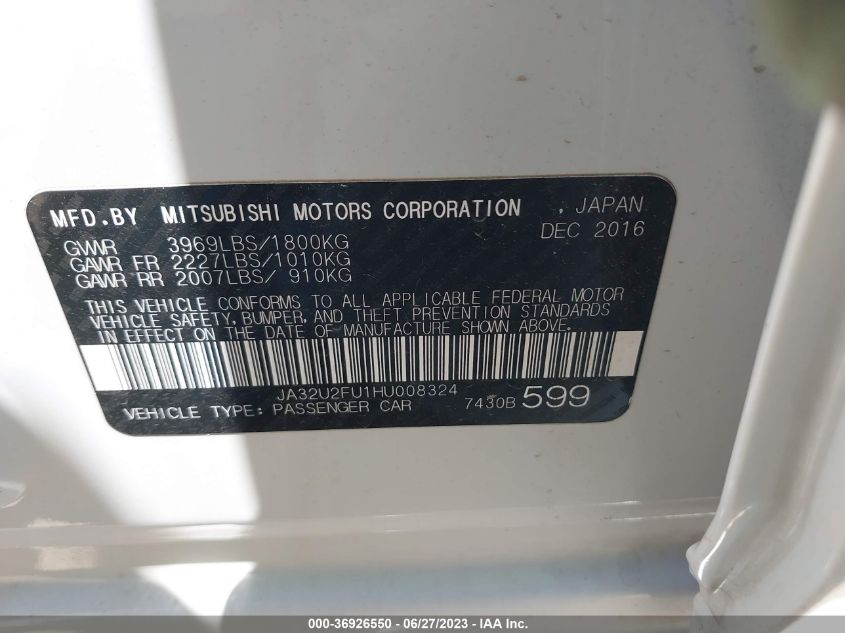 MFD.BY MITSUBISHI MOTORS CORPORATION , JAPAN
DEC 2016
GVWR 3969LBS/1800KG
GAWR FR 2227LBS/1010KG
GAWR RR 2007LBS/ 910KG
THIS VEHICLE CONFORMS TO ALL APPLICABLE FEDERAL MOTOR
VEHICLE SAFETY, BUMPER, AND THEFT PREVENTION STANDARDS
IN EFFECT ON THE DATE OF MANUFACTURE SHOWN ABOVE.
JA32U2FU1HU008324
VEHICLE TYPE: PASSENGER CAR 7430B 599
000-36926550 - 06/27/2023 - IAA Inc.